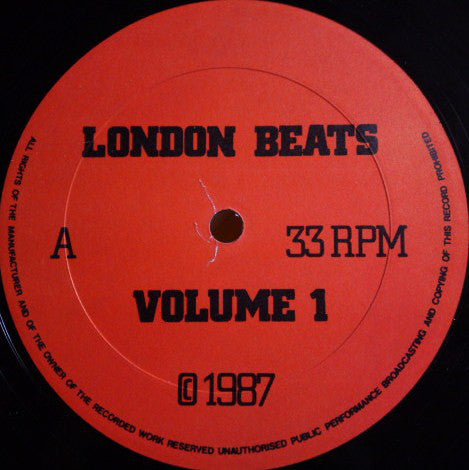 LONDON BEATS
A
33 RPM
VOLUME 1
© 1987
ALL RIGHTS OF THE MANUFACTURER AND OF THE OWNER OF THE RECORDED WORK RESERVED UNAUTHORISED PUBLIC PERFORMANCE BROADCASTING AND COPYING OF THIS RECORD PROHIBITED